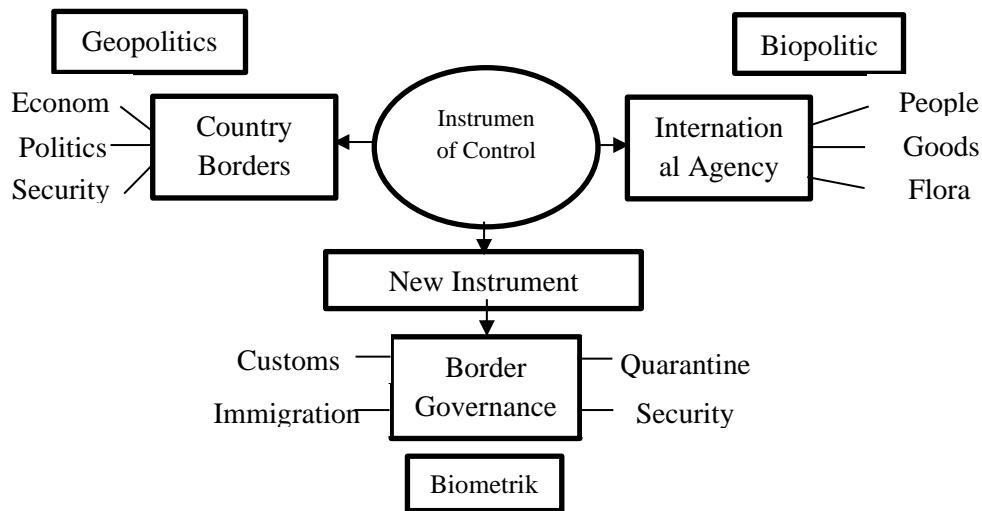 Geopolitics
Biopolitic
Econom
Politics
Security
Country
Borders
Instrumen
of Control
Internation
al Agency
People
Goods
Flora
New Instrument
Customs
Immigration
Border
Governance
Quarantine
Security
Biometrik